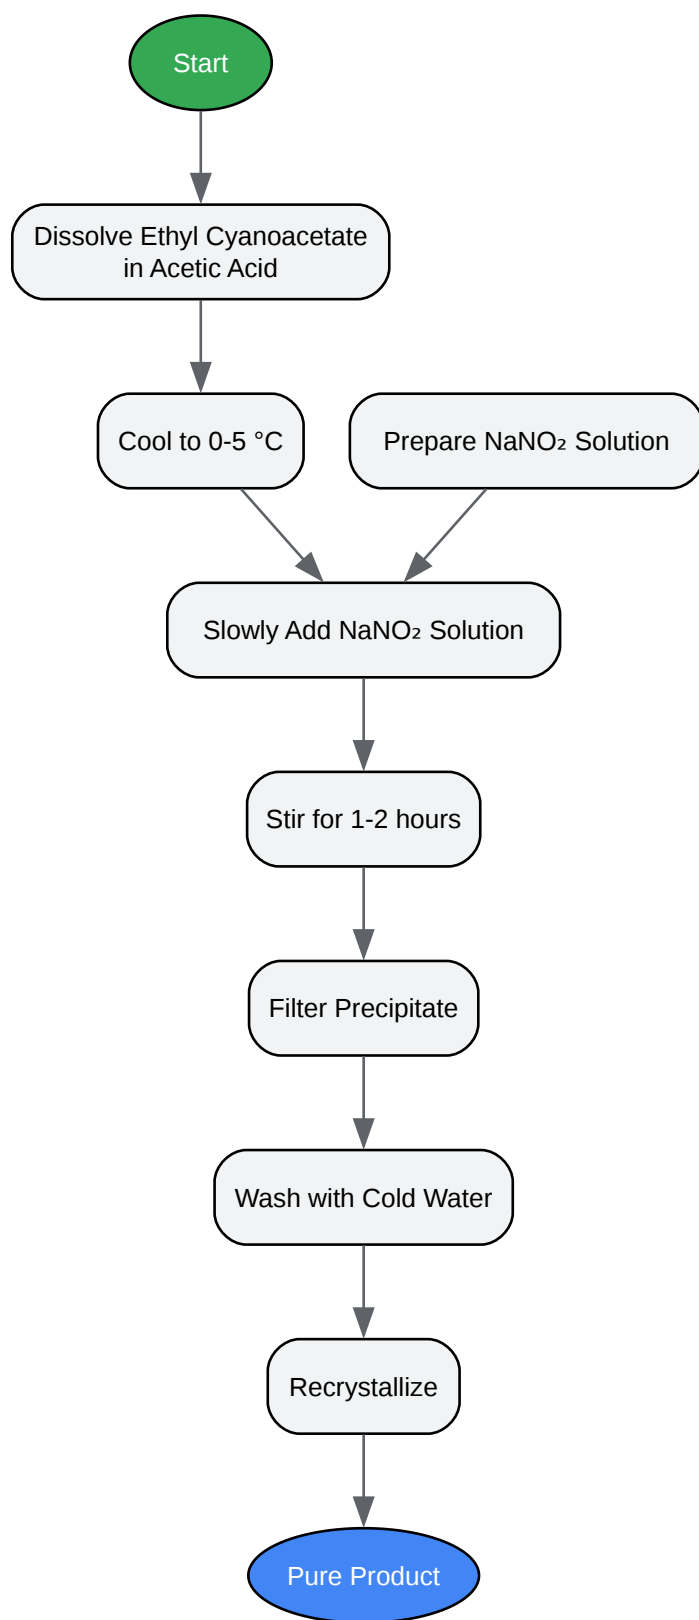 Start
Dissolve Ethyl Cyanoacetate
in Acetic Acid
Cool to 0-5 °C
Prepare NaNO₂ Solution
Slowly Add NaNO₂ Solution
Stir for 1-2 hours
Filter Precipitate
Wash with Cold Water
Recrystallize
Pure Product